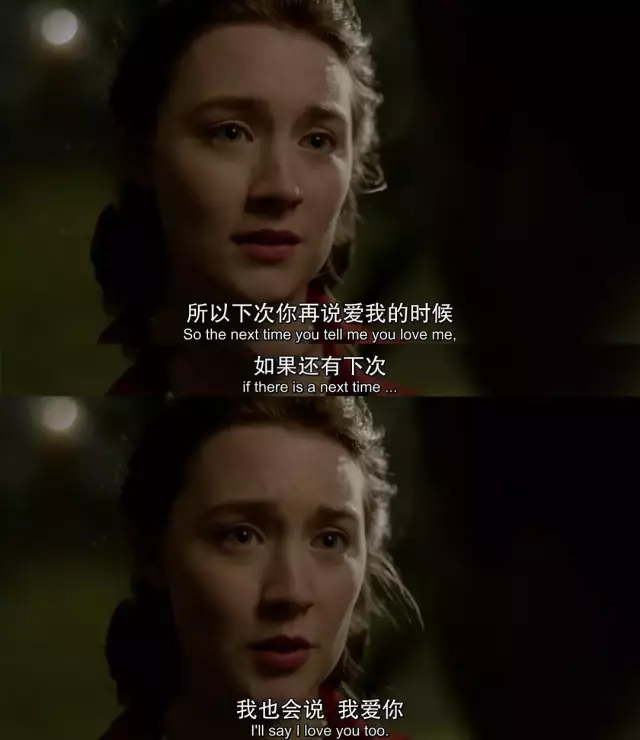 所以下次你再说爱我的时候
So the next time you tell me you love me,
如果还有下次
if there is a next time ...
我也会说 我爱你
I'll say I love you too.